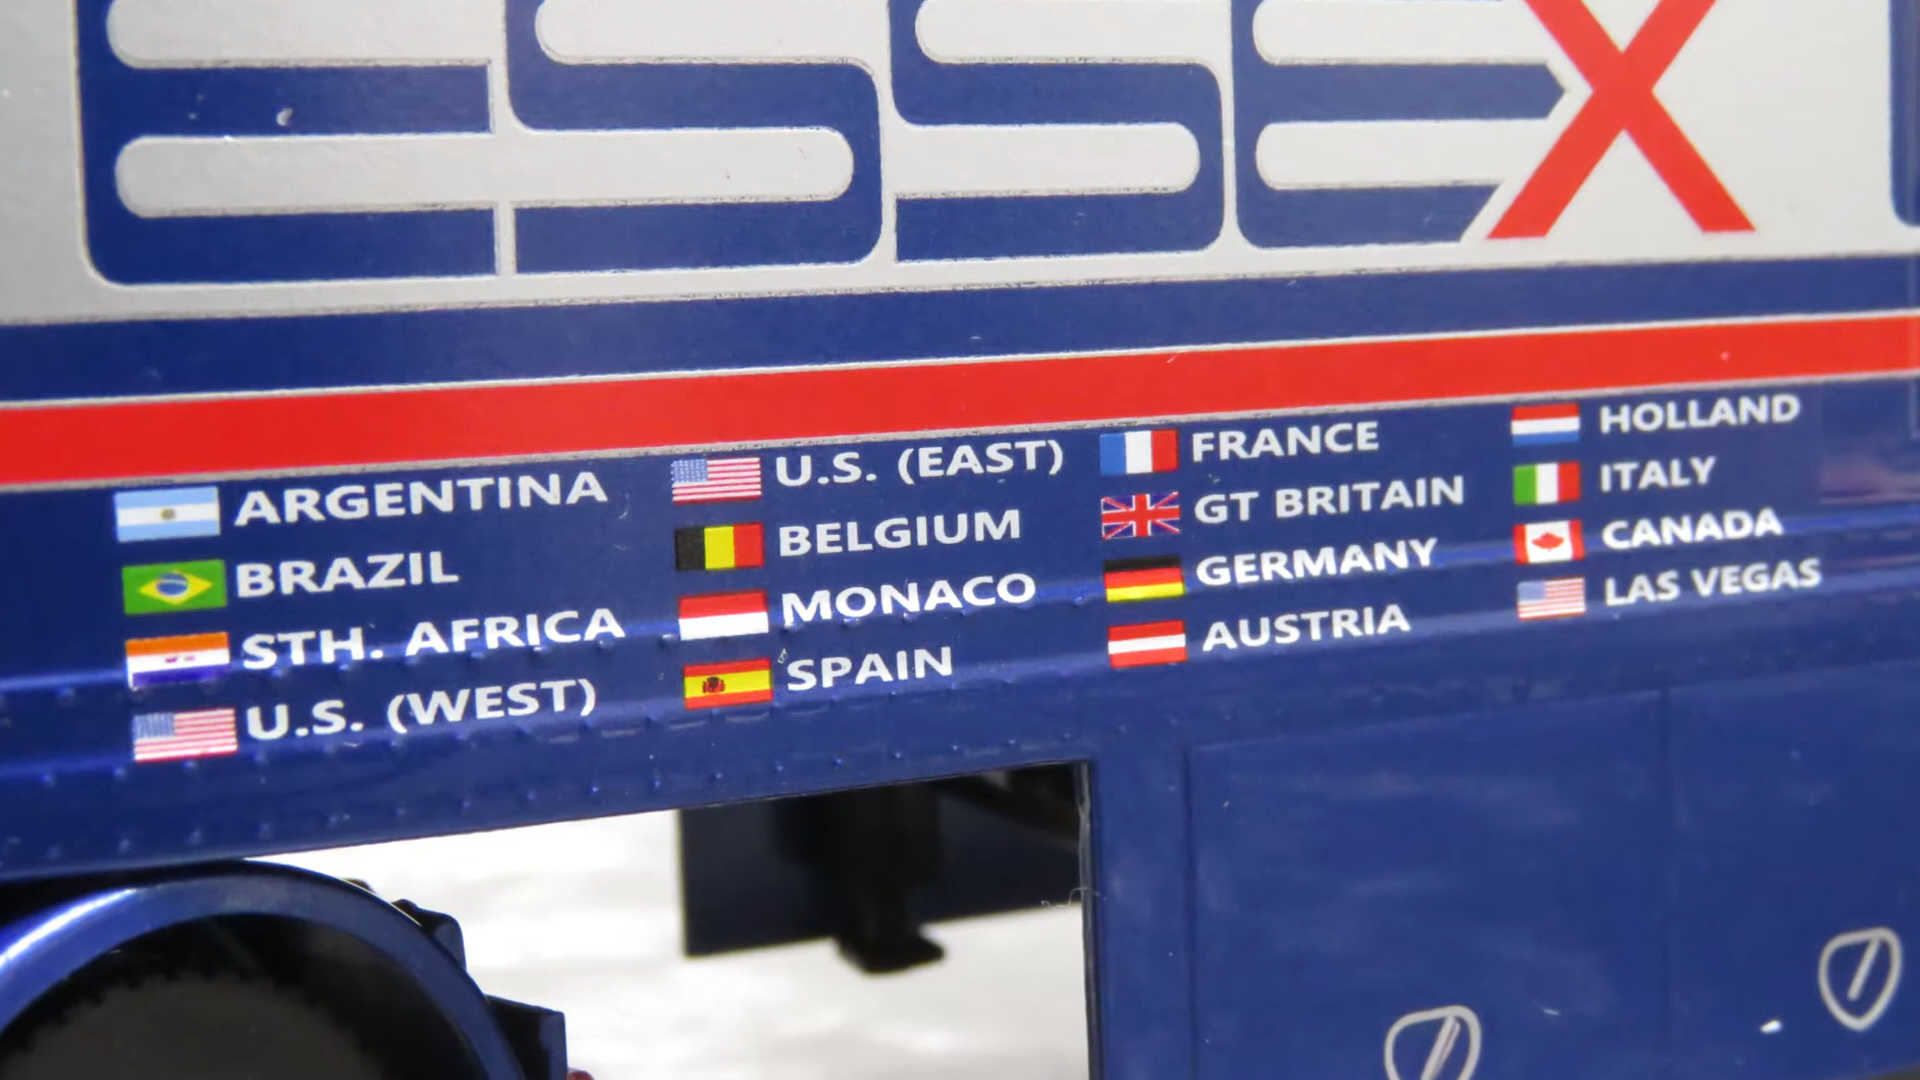 ESSEX
ARGENTINA
BRAZIL
STH. AFRICA
U.S. (WEST)
U.S. (EAST)
BELGIUM
MONACO
SPAIN
FRANCE
GT BRITAIN
GERMANY
AUSTRIA
HOLLAND
ITALY
CANADA
LAS VEGAS